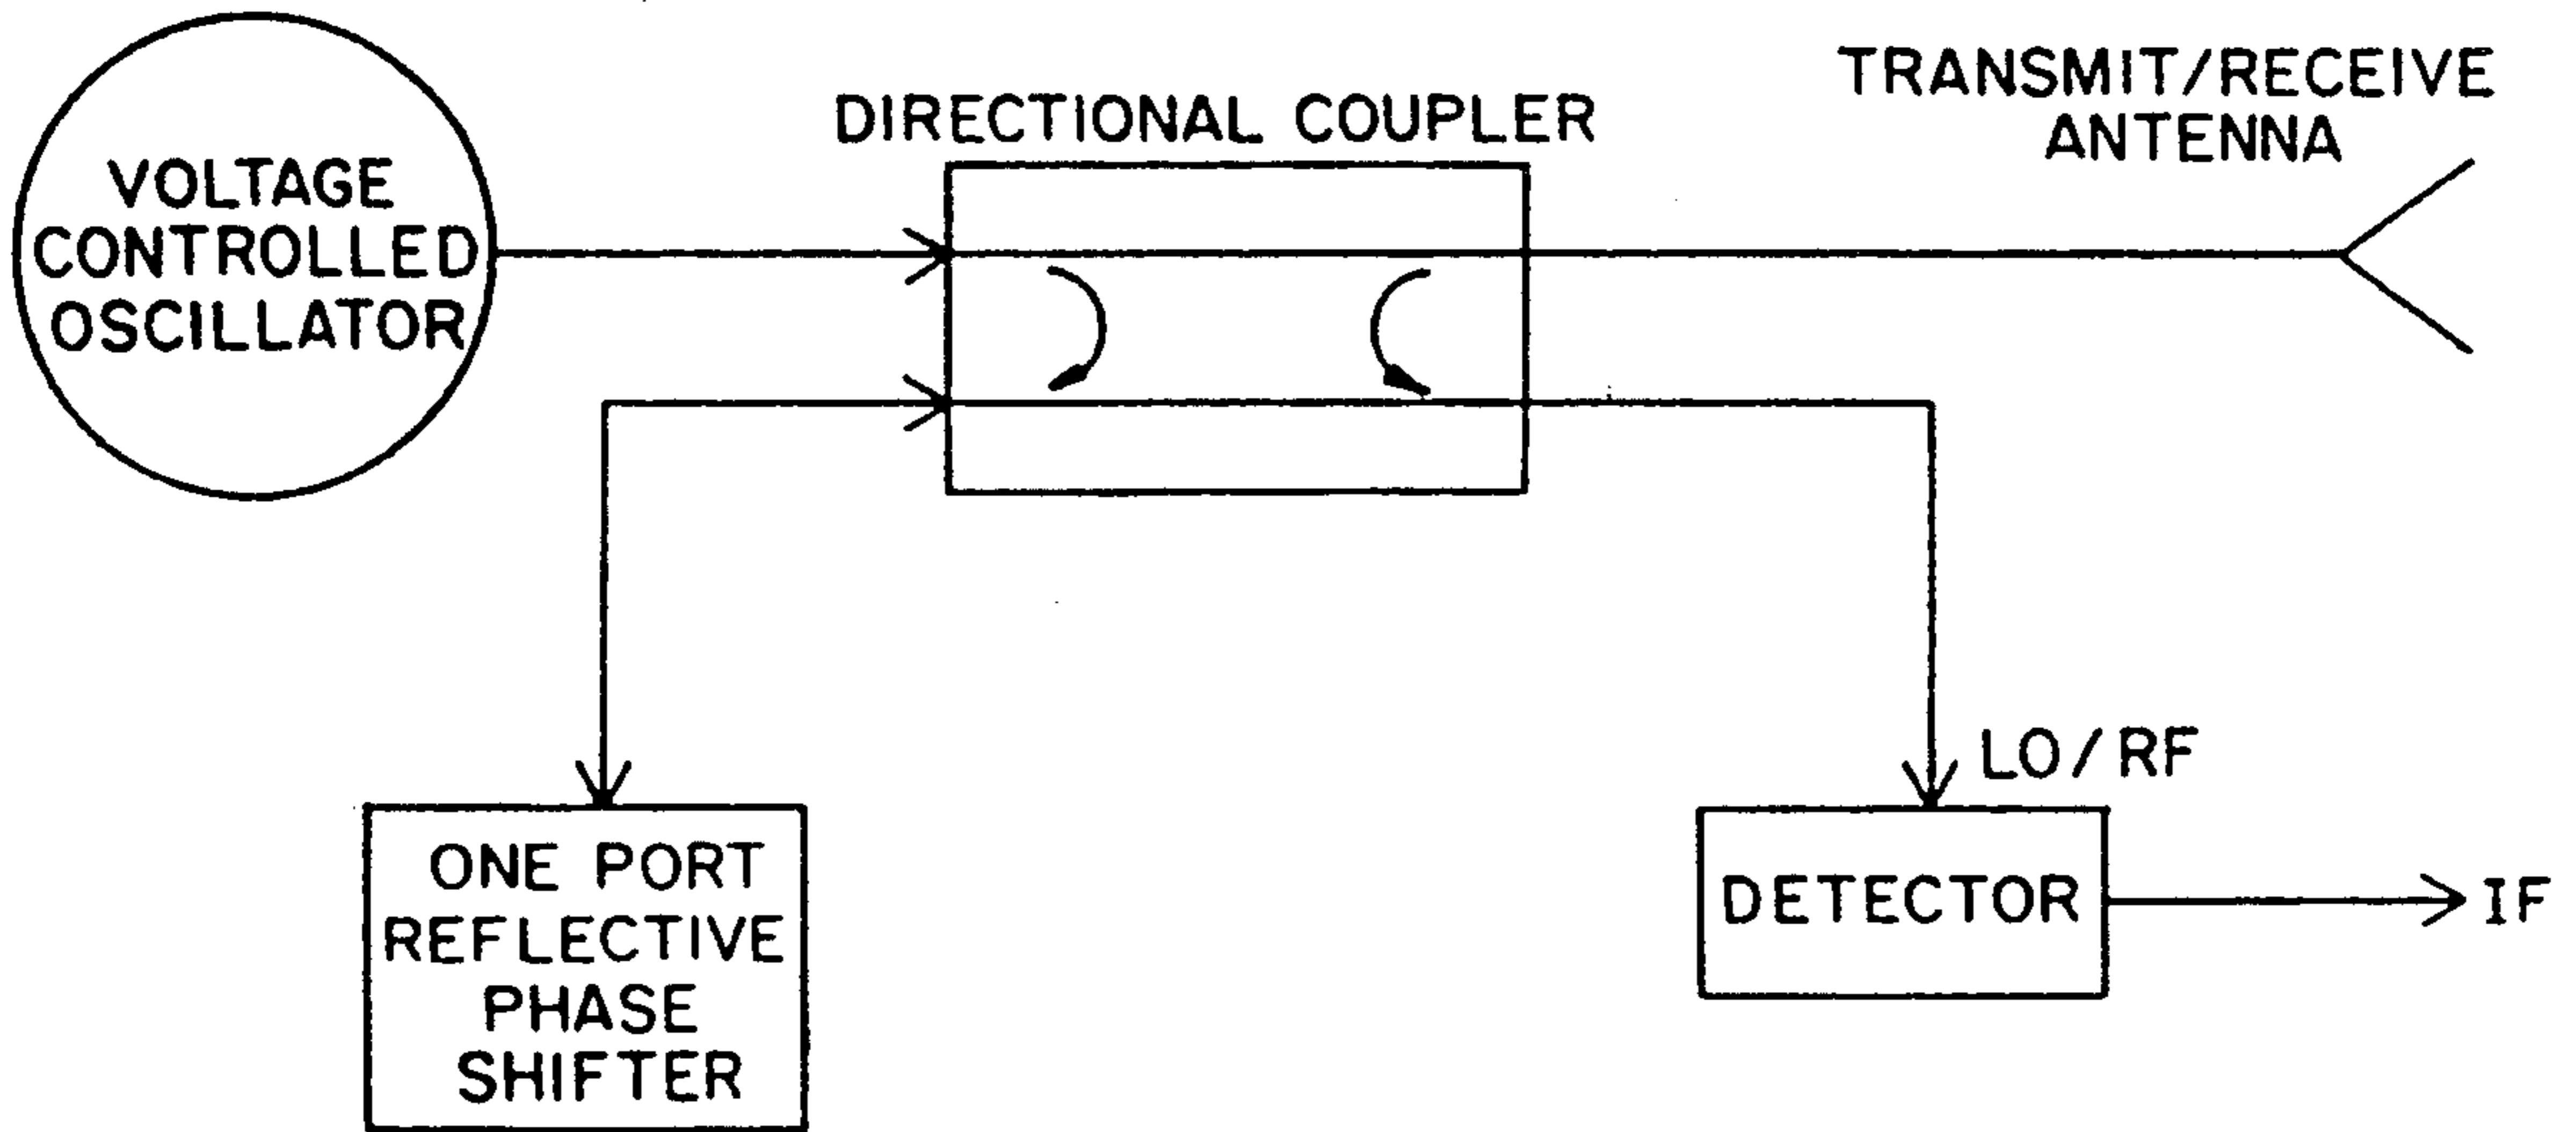 VOLTAGE
CONTROLLED
OSCILLATOR
DIRECTIONAL COUPLER
TRANSMIT/RECEIVE
ANTENNA
ONE PORT
REFLECTIVE
PHASE
SHIFTER
LO/RF
DETECTOR
IF